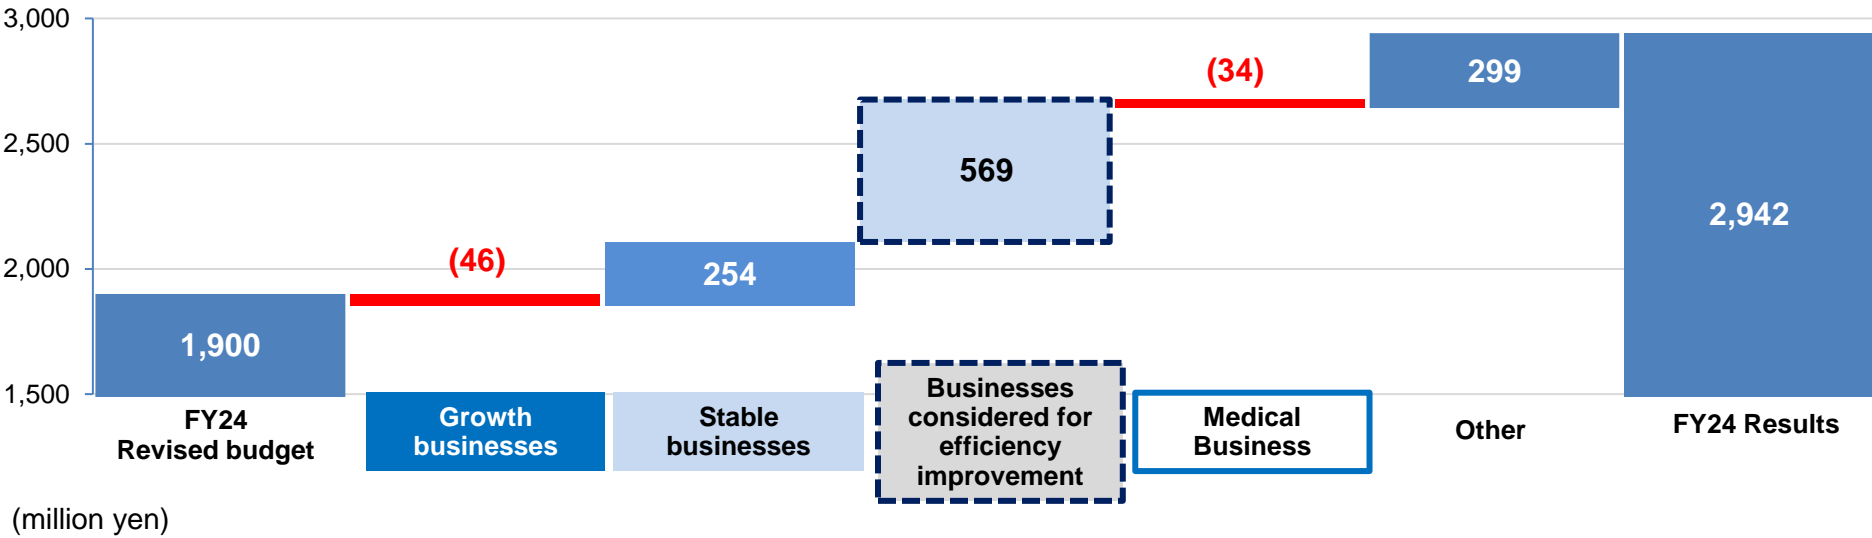 3,000
2,500
2,000
1,500
1,900
(46)
254
569
(34)
299
2,942
FY24
Revised budget
Growth
businesses
Stable
businesses
Businesses
considered for
efficiency
improvement
Medical
Business
Other
FY24 Results
(million yen)